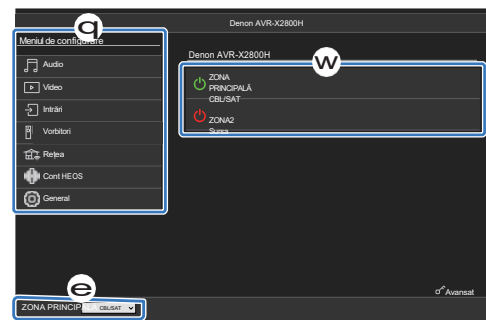 Denon AVR-X2800H
q
Meniul de configurare
Audio
Video
Intrări
Vorbitori
Rețea
Cont HEOS
General
Denon AVR-X2800H
w
ZONA
PRINCIPALĂ
CBL/SAT
ZONA2
Sursa
e
Avansat
ZONA PRINCIPALĂ CBL/SAT